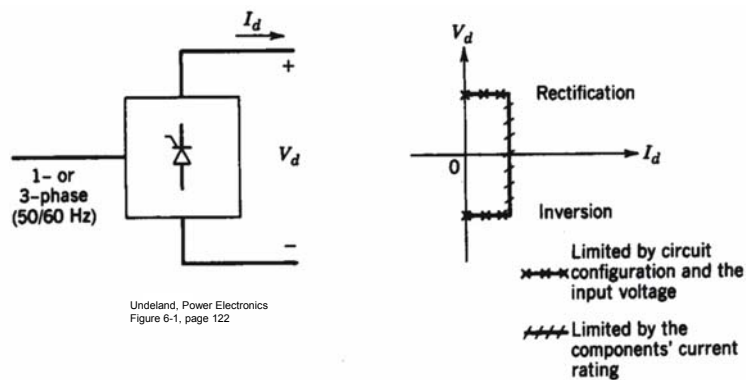 I_d
+
V_d
1- or
3-phase
(50/60 Hz)
−
Undeland, Power Electronics
Figure 6-1, page 122
V_d
Rectification
0
I_d
Inversion
Limited by circuit
configuration and the
input voltage
Limited by the
components' current
rating